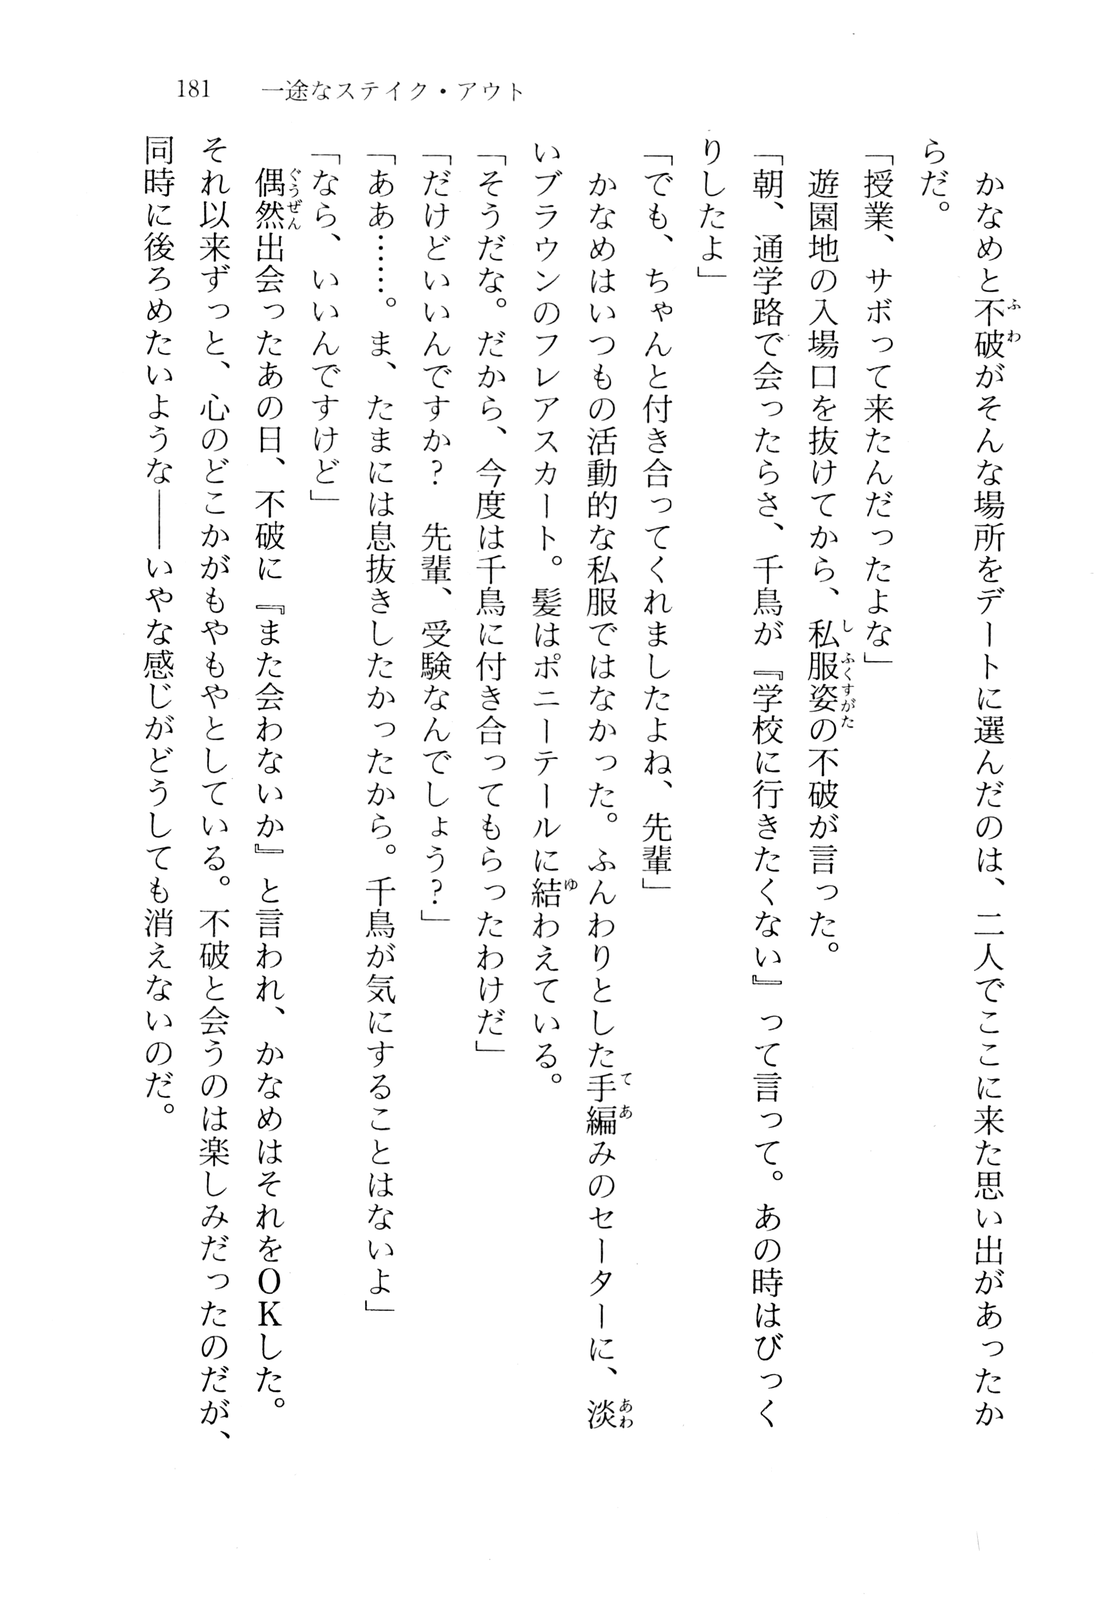 181　一途なステイク・アウト
　かなめと不破がそんな場所をデートに選んだのは、二人でここに来た思い出があったか
らだ。
「授業、サボって来たんだったよな」
　遊園地の入場口を抜けてから、私服姿の不破が言った。
「朝、通学路で会ったらさ、千鳥が『学校に行きたくない』って言って。あの時はびっく
りしたよ」
「でも、ちゃんと付き合ってくれましたよね、先輩」
　かなめはいつもの活動的な私服ではなかった。ふんわりとした手編みのセーターに、淡
いブラウンのフレアスカート。髪はポニーテールに結わえている。
「そうだな。だから、今度は千鳥に付き合ってもらったわけだ」
「だけどいいんですか？　先輩、受験なんでしょう？」
「ああ……。ま、たまには息抜きしたかったから。千鳥が気にすることはないよ」
「なら、いいんですけど」
　偶然出会ったあの日、不破に『また会わないか』と言われ、かなめはそれをOKした。
それ以来ずっと、心のどこかがもやもやとしている。不破と会うのは楽しみだったのだが、
同時に後ろめたいような――いやな感じがどうしても消えないのだ。